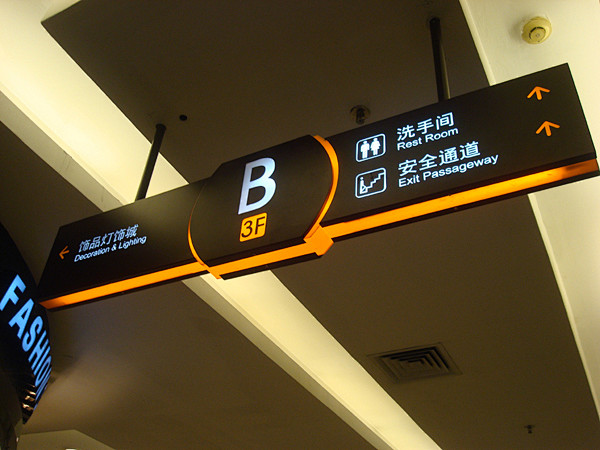 饰品灯饰城
Decoration & Lighting
B
3F
洗手间
Rest Room
安全通道
Exit Passageway
FASHION